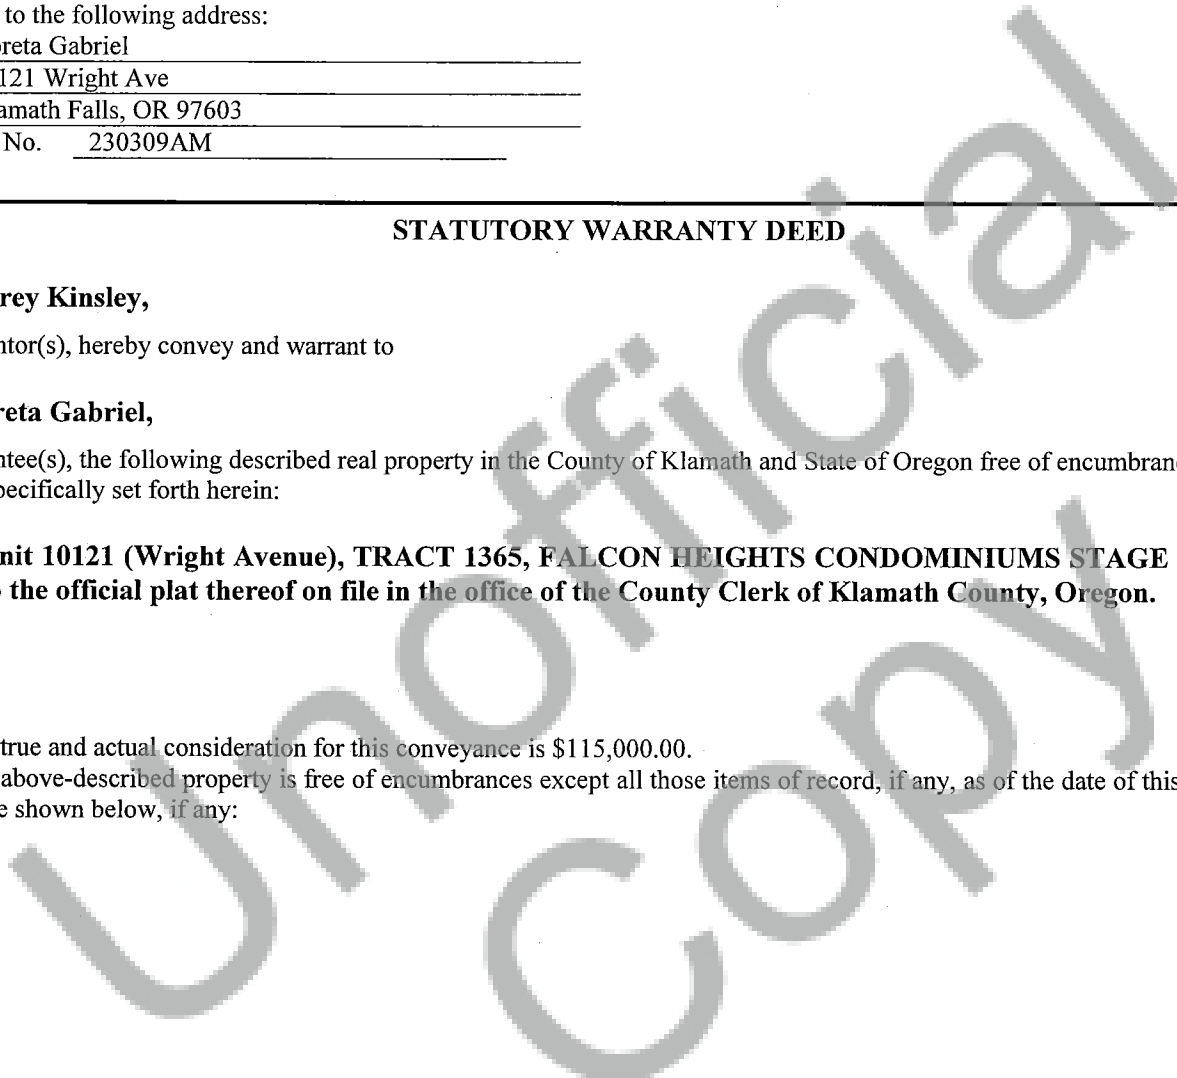 to the following address:
reta Gabriel
121 Wright Ave
amath Falls, OR 97603
No. 230309AM
STATUTORY WARRANTY DEED
rey Kinsley,
ntor(s), hereby convey and warrant to
reta Gabriel,
ntee(s), the following described real property in the County of Klamath and State of Oregon free of encumbran
pecifically set forth herein:
nit 10121 (Wright Avenue), TRACT 1365, FALCON HEIGHTS CONDOMINIUMS STAGE
the official plat thereof on file in the office of the County Clerk of Klamath County, Oregon.
true and actual consideration for this conveyance is $115,000.00.
above-described property is free of encumbrances except all those items of record, if any, as of the date of this
e shown below, if any:
Unofficial
Copy